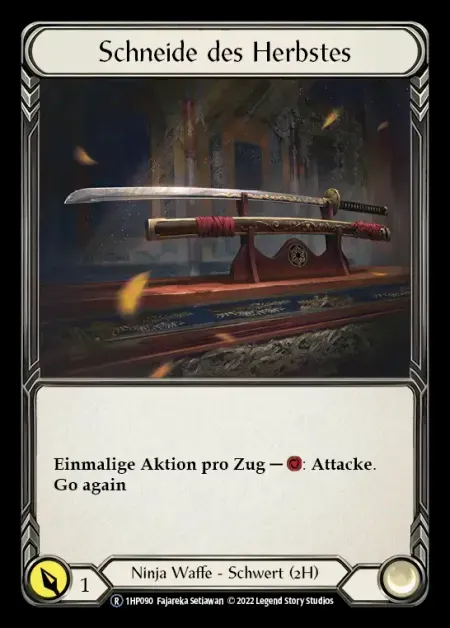 Schneide des Herbstes
Einmalige Aktion pro Zug — : Attacke.
Go again
1
Ninja Waffe - Schwert (2H)
R 1HP090 Fajareka Setiawan © 2022 Legend Story Studios